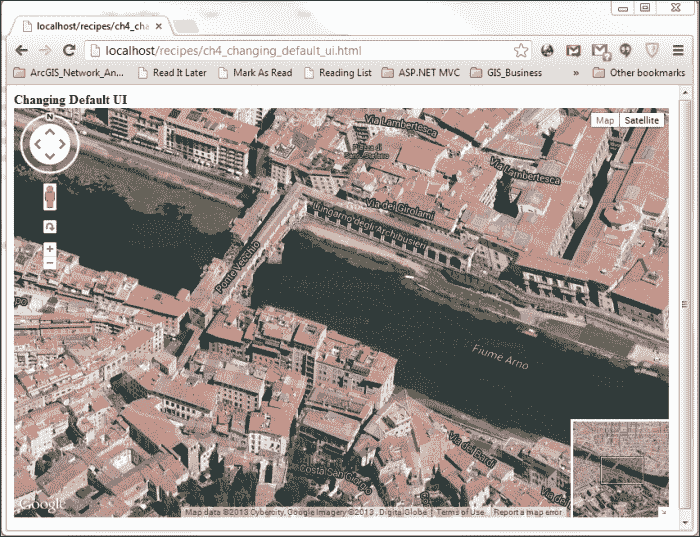 localhost/recipes/ch4_cha
localhost/recipes/ch4_changing_default_ui.html
ArcGIS_Network_An... Read It Later Mark As Read Reading List ASP.NET MVC GIS_Business » Other bookmarks
Changing Default UI
N
Map Satellite
Via Lambertesca
Via Lambertesca
Via dei Girolami
Lungarno degli Archibusieri
Ponte Vecchio
Fiume Arno
Via de' Bardi
Costa San Giorgio
Google
Map data ©2013 Cybercity, Google Imagery ©2013 , DigitalGlobe Terms of Use Report a map error